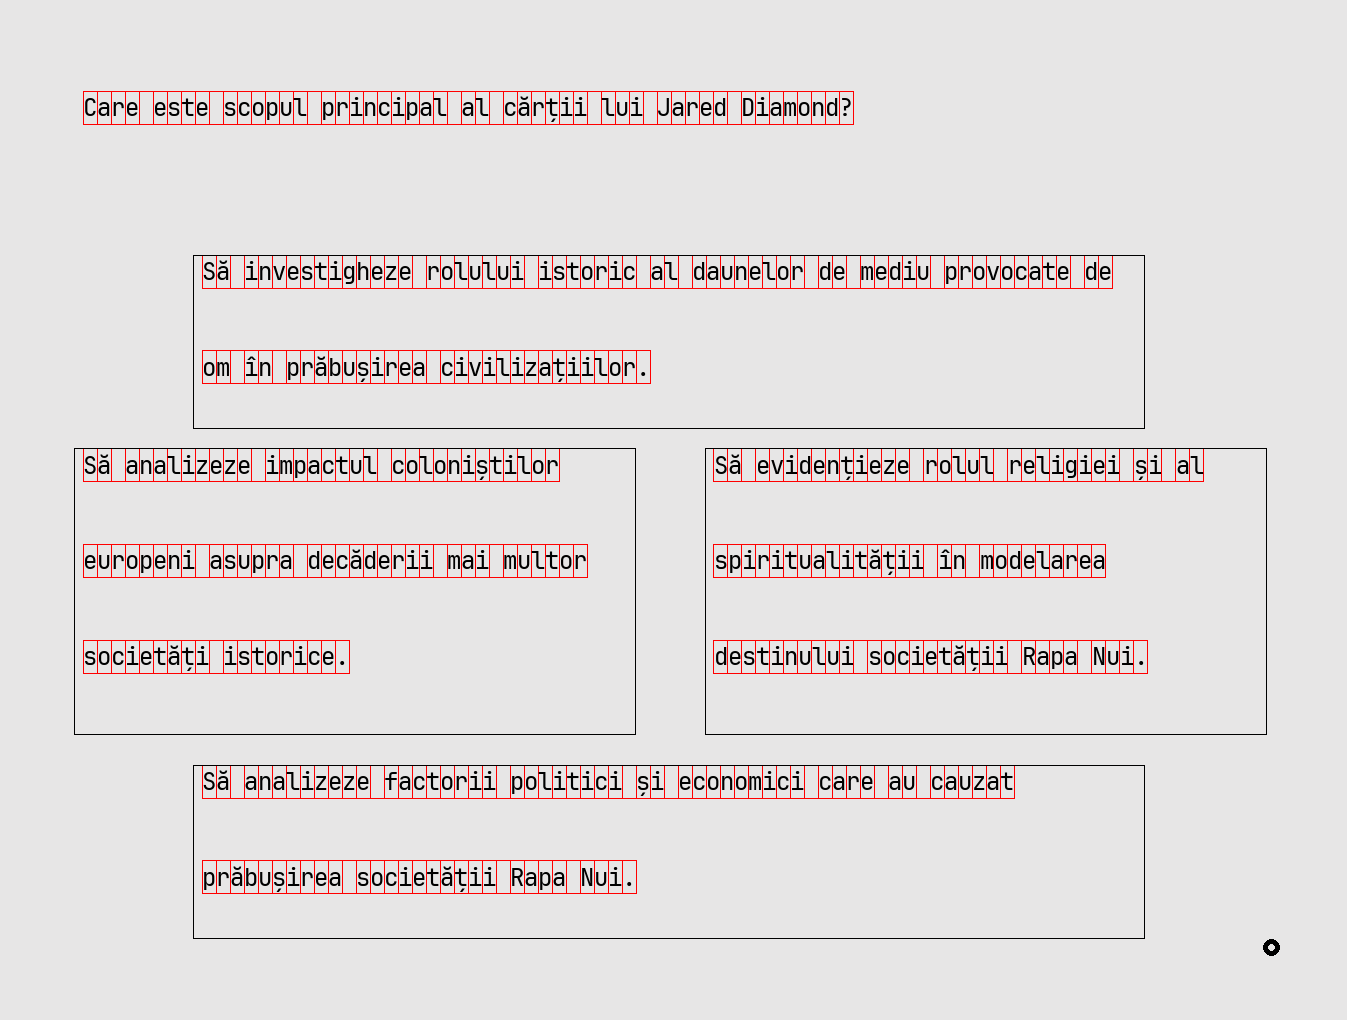 Care este scopul principal al cărții lui Jared Diamond?
Să investigheze rolului istoric al daunelor de mediu provocate de
om în prăbușirea civilizațiilor.
Să analizeze impactul coloniștilor
europeni asupra decăderii mai multor
societăți istorice.
Să evidențieze rolul religiei și al
spiritualității în modelarea
destinului societății Rapa Nui.
Să analizeze factorii politici și economici care au cauzat
prăbușirea societății Rapa Nui.